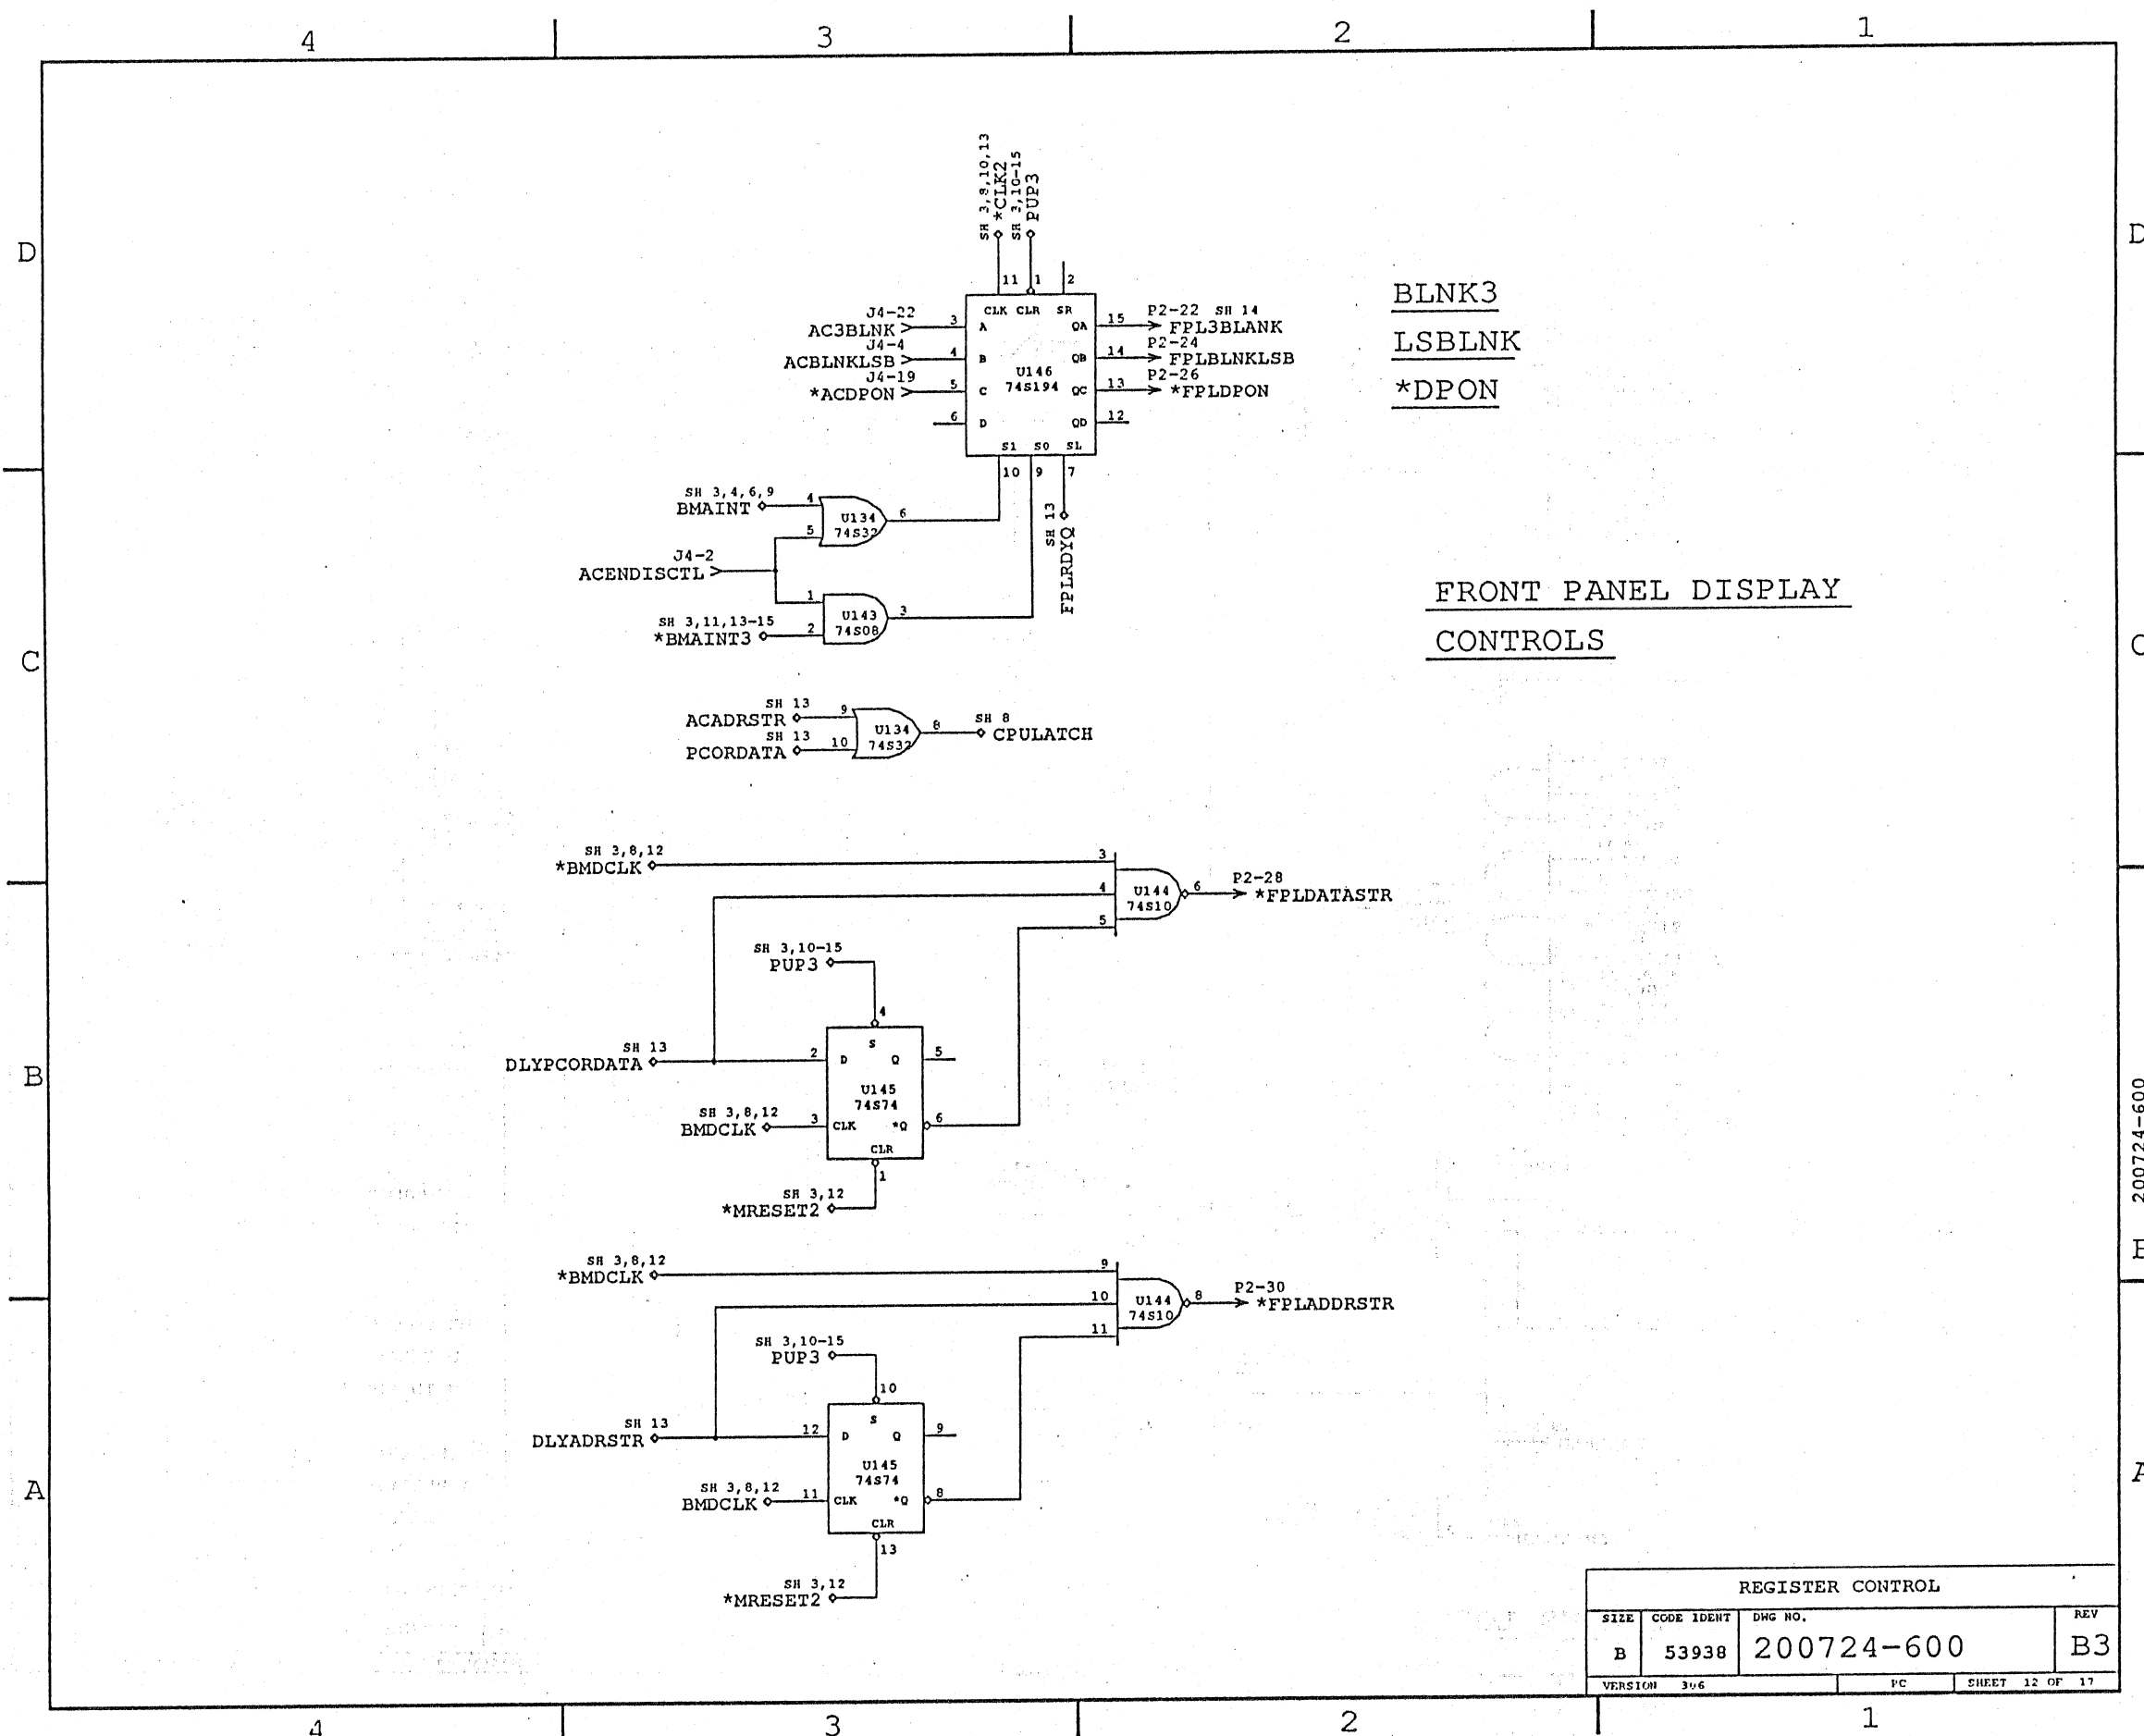 4 3 2 1
SH 3,8,10,13
*CLK2
SH 3,10-15
PUP3
D D
11 1 2
CLK CLR SR
BLNK3
LSBLNK
*DPON
J4-22
AC3BLNK 3 A QA 15 P2-22 SH 14
FPL3BLANK
J4-4
ACBLNKLSB 4 B QB 14 P2-24
FPLBLNKLSB
U146
74S194
J4-19
*ACDPON 5 C QC 13 P2-26
*FPLDPON
6 D QD 12
S1 S0 SL
10 9 7
SH 13
FPLRDYQ
SH 3,4,6,9
BMAINT 4
5
U134
74S32
6
J4-2
ACENDISCTL
1
SH 3,11,13-15
*BMAINT3 2
U143
74S08
3
FRONT PANEL DISPLAY
CONTROLS
C C
SH 13
ACADRSTR 9
SH 13
PCORDATA 10
U134
74S32
8
SH 8
CPULATCH
SH 3,8,12
*BMDCLK 3
4
5
U144
74S10
6
P2-28
*FPLDATASTR
SH 3,10-15
PUP3
4
S
SH 13
DLYPCORDATA 2 D Q 5
U145
74S74
SH 3,8,12
BMDCLK 3 CLK *Q 6
CLR
1
SH 3,12
*MRESET2
B B
200724-600
SH 3,8,12
*BMDCLK 9
10
11
U144
74S10
8
P2-30
*FPLADDRSTR
SH 3,10-15
PUP3
10
S
SH 13
DLYADRSTR 12 D Q 9
U145
74S74
SH 3,8,12
BMDCLK 11 CLK *Q 8
CLR
13
SH 3,12
*MRESET2
A A
REGISTER CONTROL
SIZE CODE IDENT DWG NO. REV
B 53938 200724-600 B3
VERSION PC SHEET 12 OF 17
4 3 2 1